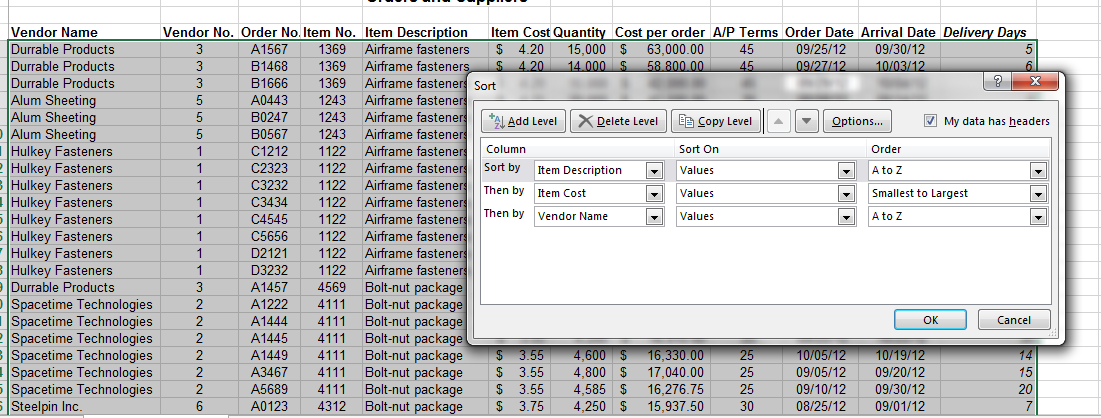 Orders and Suppliers
Vendor Name Vendor No. Order No. Item No. Item Description Item Cost Quantity Cost per order A/P Terms Order Date Arrival Date Delivery Days
Durrable Products 3 A1567 1369 Airframe fasteners $ 4.20 15,000 $ 63,000.00 45 09/25/12 09/30/12 5
Durrable Products 3 B1468 1369 Airframe fasteners $ 4.20 14,000 $ 58,800.00 45 09/27/12 10/03/12 6
Durrable Products 3 B1666 1369 Airframe fasteners
Alum Sheeting 5 A0443 1243 Airframe fasteners
Alum Sheeting 5 B0247 1243 Airframe fasteners
Alum Sheeting 5 B0567 1243 Airframe fasteners
Hulkey Fasteners 1 C1212 1122 Airframe fasteners
Hulkey Fasteners 1 C2323 1122 Airframe fasteners
Hulkey Fasteners 1 C3232 1122 Airframe fasteners
Hulkey Fasteners 1 C3434 1122 Airframe fasteners
Hulkey Fasteners 1 C4545 1122 Airframe fasteners
Hulkey Fasteners 1 C5656 1122 Airframe fasteners
Hulkey Fasteners 1 D2121 1122 Airframe fasteners
Hulkey Fasteners 1 D3232 1122 Airframe fasteners
Durrable Products 3 A1457 4569 Bolt-nut package
Spacetime Technologies 2 A1222 4111 Bolt-nut package
Spacetime Technologies 2 A1444 4111 Bolt-nut package
Spacetime Technologies 2 A1445 4111 Bolt-nut package
Spacetime Technologies 2 A1449 4111 Bolt-nut package $ 3.55 4,600 $ 16,330.00 25 10/05/12 10/19/12 14
Spacetime Technologies 2 A3467 4111 Bolt-nut package $ 3.55 4,800 $ 17,040.00 25 09/05/12 09/20/12 15
Spacetime Technologies 2 A5689 4111 Bolt-nut package $ 3.55 4,585 $ 16,276.75 25 09/10/12 09/30/12 20
Steelpin Inc. 6 A0123 4312 Bolt-nut package $ 3.75 4,250 $ 15,937.50 30 08/25/12 09/01/12 7
Sort
Add Level Delete Level Copy Level Options... My data has headers
Column Sort On Order
Sort by Item Description Values A to Z
Then by Item Cost Values Smallest to Largest
Then by Vendor Name Values A to Z
OK Cancel